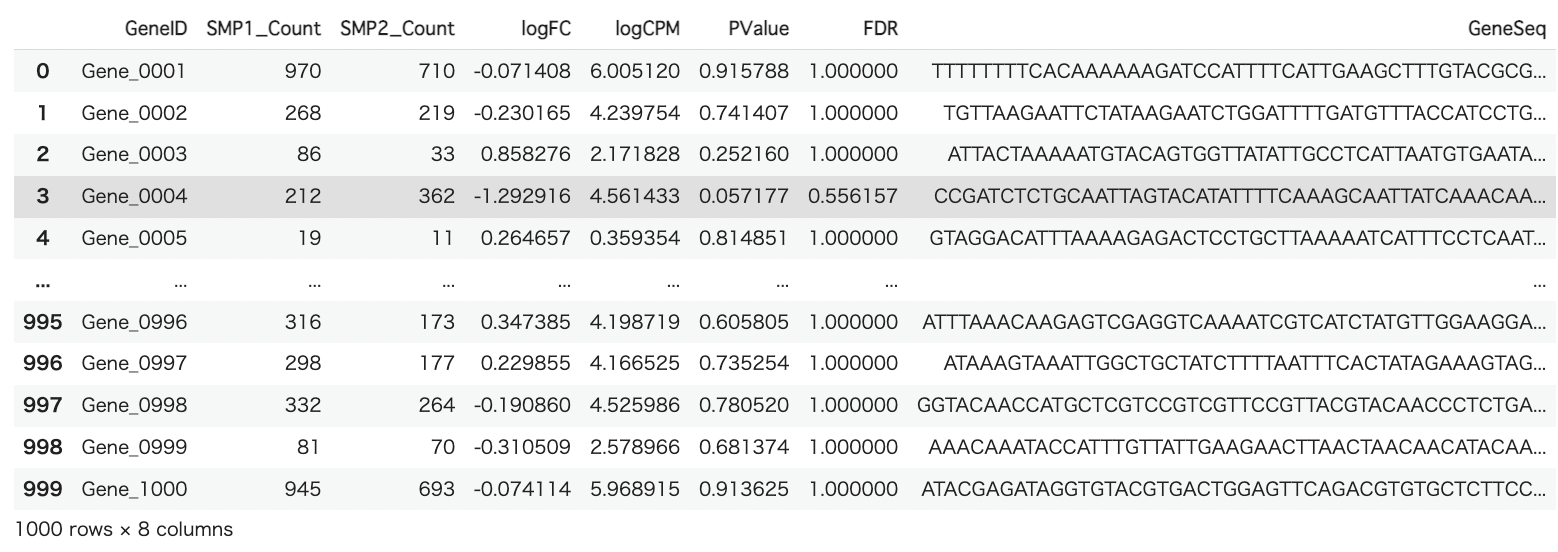 GeneID SMP1_Count SMP2_Count logFC logCPM PValue FDR GeneSeq
0 Gene_0001 970 710 -0.071408 6.005120 0.915788 1.000000 TTTTTTTTCACAAAAAAGATCCATTTTCATTGAAGCTTTGTACGCG...
1 Gene_0002 268 219 -0.230165 4.239754 0.741407 1.000000 TGTTAAGAATTCTATAAGAATCTGGATTTTGATGTTTACCATCCTG...
2 Gene_0003 86 33 0.858276 2.171828 0.252160 1.000000 ATTACTAAAAATGTACAGTGGTTATATTGCCTCATTAATGTGAATA...
3 Gene_0004 212 362 -1.292916 4.561433 0.057177 0.556157 CCGATCTCTGCAATTAGTACATATTTTCAAAGCAATTATCAAACAA...
4 Gene_0005 19 11 0.264657 0.359354 0.814851 1.000000 GTAGGACATTTAAAAGAGACTCCTGCTTAAAAATCATTTCCTCAAT...
... ... ... ... ... ... ... ... ...
995 Gene_0996 316 173 0.347385 4.198719 0.605805 1.000000 ATTTAAACAAGAGTCGAGGTCAAAATCGTCATCTATGTTGGAAGGA...
996 Gene_0997 298 177 0.229855 4.166525 0.735254 1.000000 ATAAAGTAAATTGGCTGCTATCTTTTAATTTCACTATAGAAAGTAG...
997 Gene_0998 332 264 -0.190860 4.525986 0.780520 1.000000 GGTACAACCATGCTCGTCCGTCGTTCCGTTACGTACAACCCTCTGA...
998 Gene_0999 81 70 -0.310509 2.578966 0.681374 1.000000 AAACAAATACCATTTGTTATTGAAGAACTTAACTAACAACATACAA...
999 Gene_1000 945 693 -0.074114 5.968915 0.913625 1.000000 ATACGAGATAGGTGTACGTGACTGGAGTTCAGACGTGTGCTCTTCC...
1000 rows × 8 columns